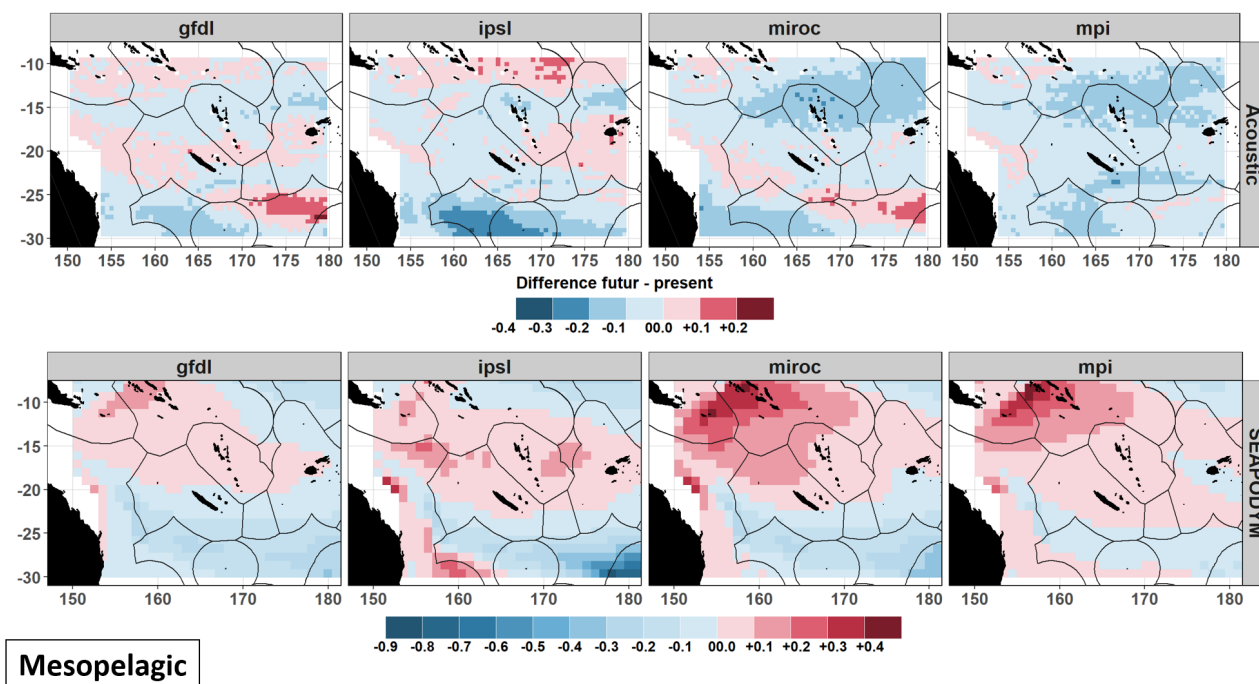 gfdl ipsl miroc mpi
Acoustic
-10
-15
-20
-25
-30
150 155 160 165 170 175 180 150 155 160 165 170 175 180 150 155 160 165 170 175 180 150 155 160 165 170 175 180
Difference futur - present
-0.4 -0.3 -0.2 -0.1 00.0 +0.1 +0.2
gfdl ipsl miroc mpi
SEAPODYM
-10
-15
-20
-25
-30
150 160 170 180 150 160 170 180 150 160 170 180 150 160 170 180
-0.9 -0.8 -0.7 -0.6 -0.5 -0.4 -0.3 -0.2 -0.1 00.0 +0.1 +0.2 +0.3 +0.4
Mesopelagic